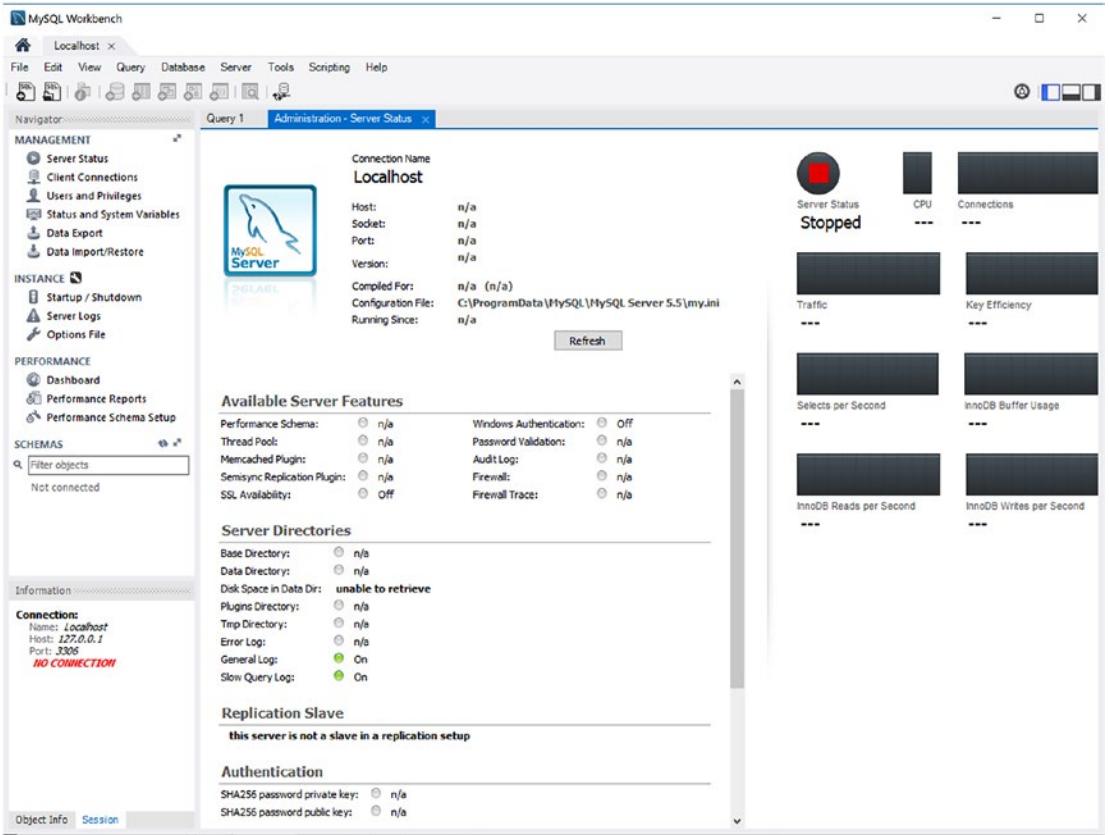 MySQL Workbench
Localhost
File Edit View Query Database Server Tools Scripting Help
Navigator
MANAGEMENT
Server Status
Client Connections
Users and Privileges
Status and System Variables
Data Export
Data Import/Restore
INSTANCE
Startup / Shutdown
Server Logs
Options File
PERFORMANCE
Dashboard
Performance Reports
Performance Schema Setup
SCHEMAS
Filter objects
Not connected
Information
Connection:
Name: Localhost
Host: 127.0.0.1
Port: 3306
NO CONNECTION
Object Info Session
Query 1 Administration - Server Status
MySQL
Server
Connection Name
Localhost
Host: n/a
Socket: n/a
Port: n/a
Version: n/a
Compiled For: n/a (n/a)
Configuration File: C:\ProgramData\MySQL\MySQL Server 5.5\my.ini
Running Since: n/a
Refresh
Available Server Features
Performance Schema: n/a Windows Authentication: Off
Thread Pool: n/a Password Validation: n/a
Memcached Plugin: n/a Audit Log: n/a
Semisync Replication Plugin: n/a Firewall: n/a
SSL Availability: Off Firewall Trace: n/a
Server Directories
Base Directory: n/a
Data Directory: n/a
Disk Space in Data Dir: unable to retrieve
Plugins Directory: n/a
Tmp Directory: n/a
Error Log: n/a
General Log: On
Slow Query Log: On
Replication Slave
this server is not a slave in a replication setup
Authentication
SHA256 password private key: n/a
SHA256 password public key: n/a
Server Status CPU Connections
Stopped --- ---
Traffic Key Efficiency
--- ---
Selects per Second InnoDB Buffer Usage
--- ---
InnoDB Reads per Second InnoDB Writes per Second
--- ---